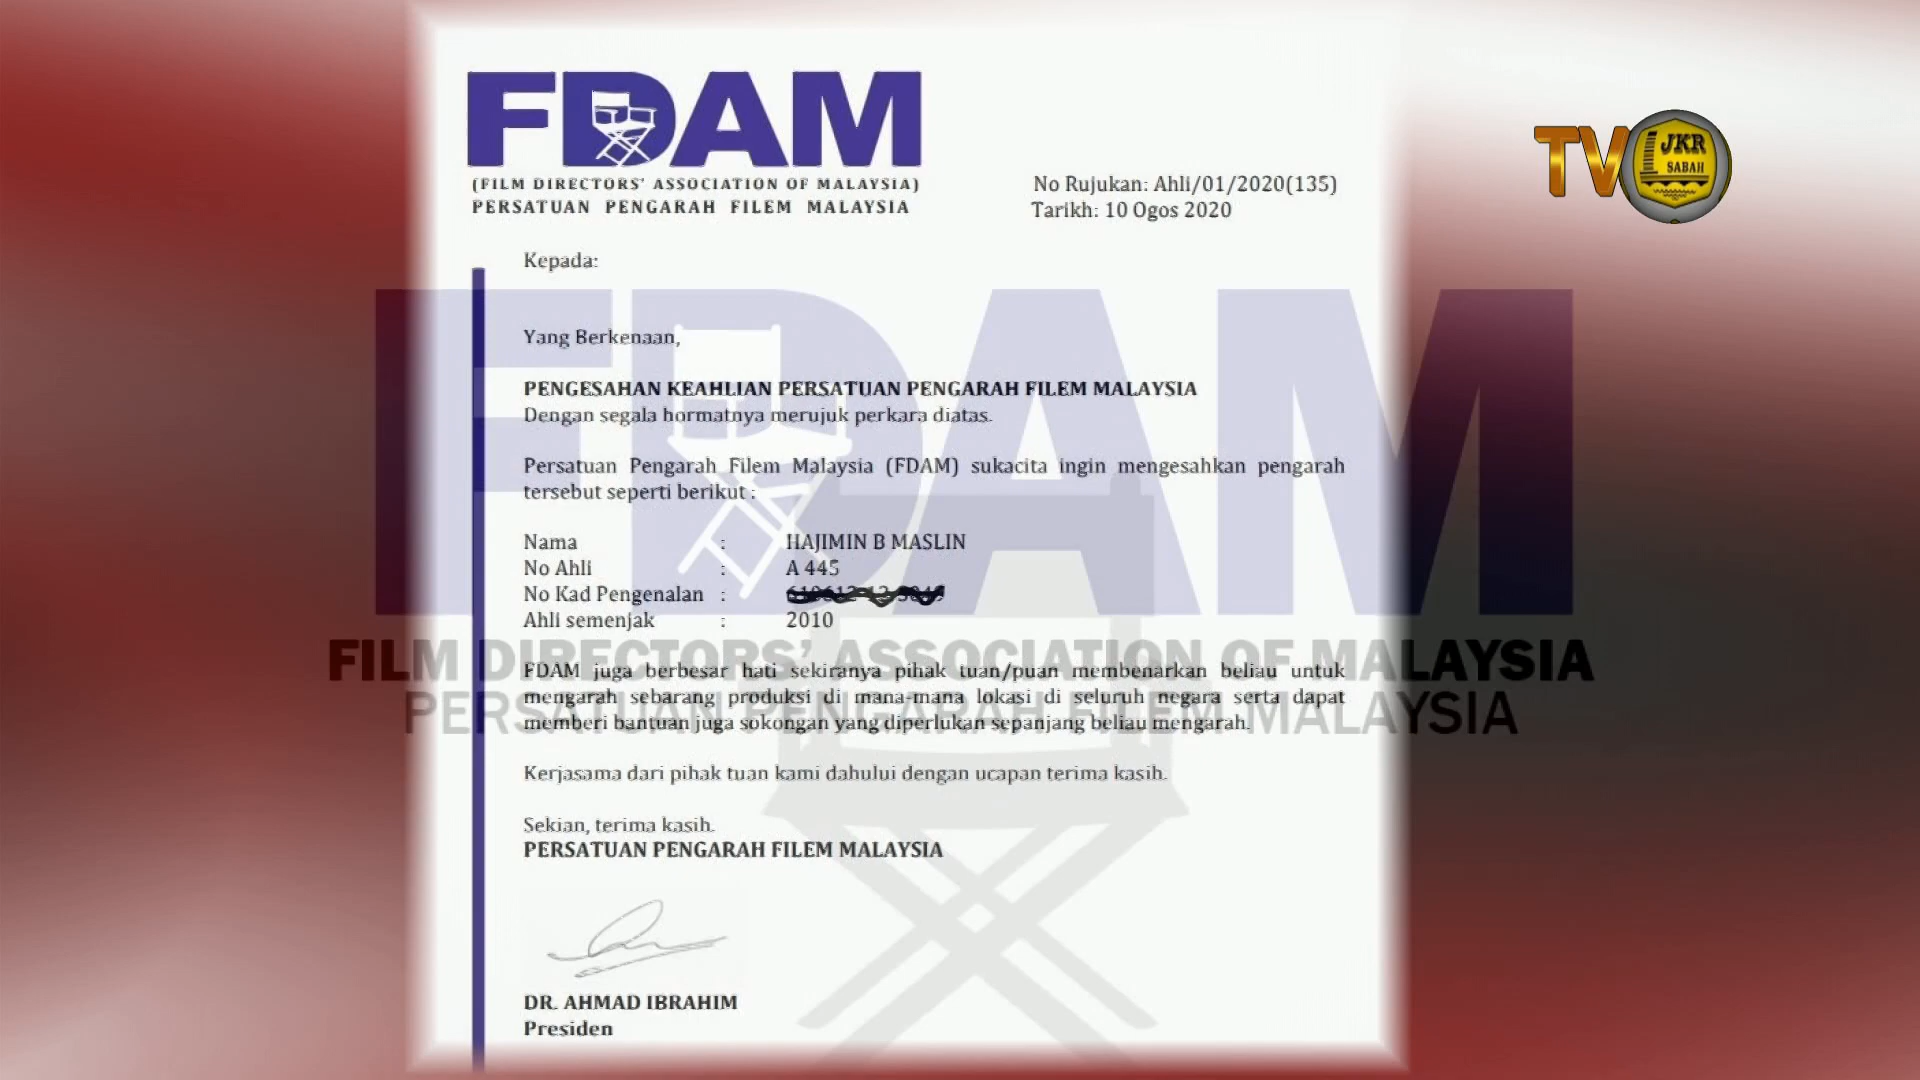 FDAM
(FILM DIRECTORS' ASSOCIATION OF MALAYSIA)
PERSATUAN PENGARAH FILEM MALAYSIA
No Rujukan: Ahli/01/2020(135)
Tarikh: 10 Ogos 2020
TV JKR
SABAH
Kepada:
Yang Berkenaan,
PENGESAHAN KEAHLIAN PERSATUAN PENGARAH FILEM MALAYSIA
Dengan segala hormatnya merujuk perkara diatas.
Persatuan Pengarah Filem Malaysia (FDAM) sukacita ingin mengesahkan pengarah
tersebut seperti berikut :
Nama : HAJIMIN B MASLIN
No Ahli : A 445
No Kad Pengenalan :
Ahli semenjak : 2010
FDAM juga berbesar hati sekiranya pihak tuan/puan membenarkan beliau untuk
mengarah sebarang produksi di mana-mana lokasi di seluruh negara serta dapat
memberi bantuan juga sokongan yang diperlukan sepanjang beliau mengarah.
Kerjasama dari pihak tuan kami dahului dengan ucapan terima kasih.
Sekian, terima kasih.
PERSATUAN PENGARAH FILEM MALAYSIA
DR. AHMAD IBRAHIM
Presiden
FDAM
FILM DIRECTORS' ASSOCIATION OF MALAYSIA
PERSATUAN PENGARAH FILEM MALAYSIA